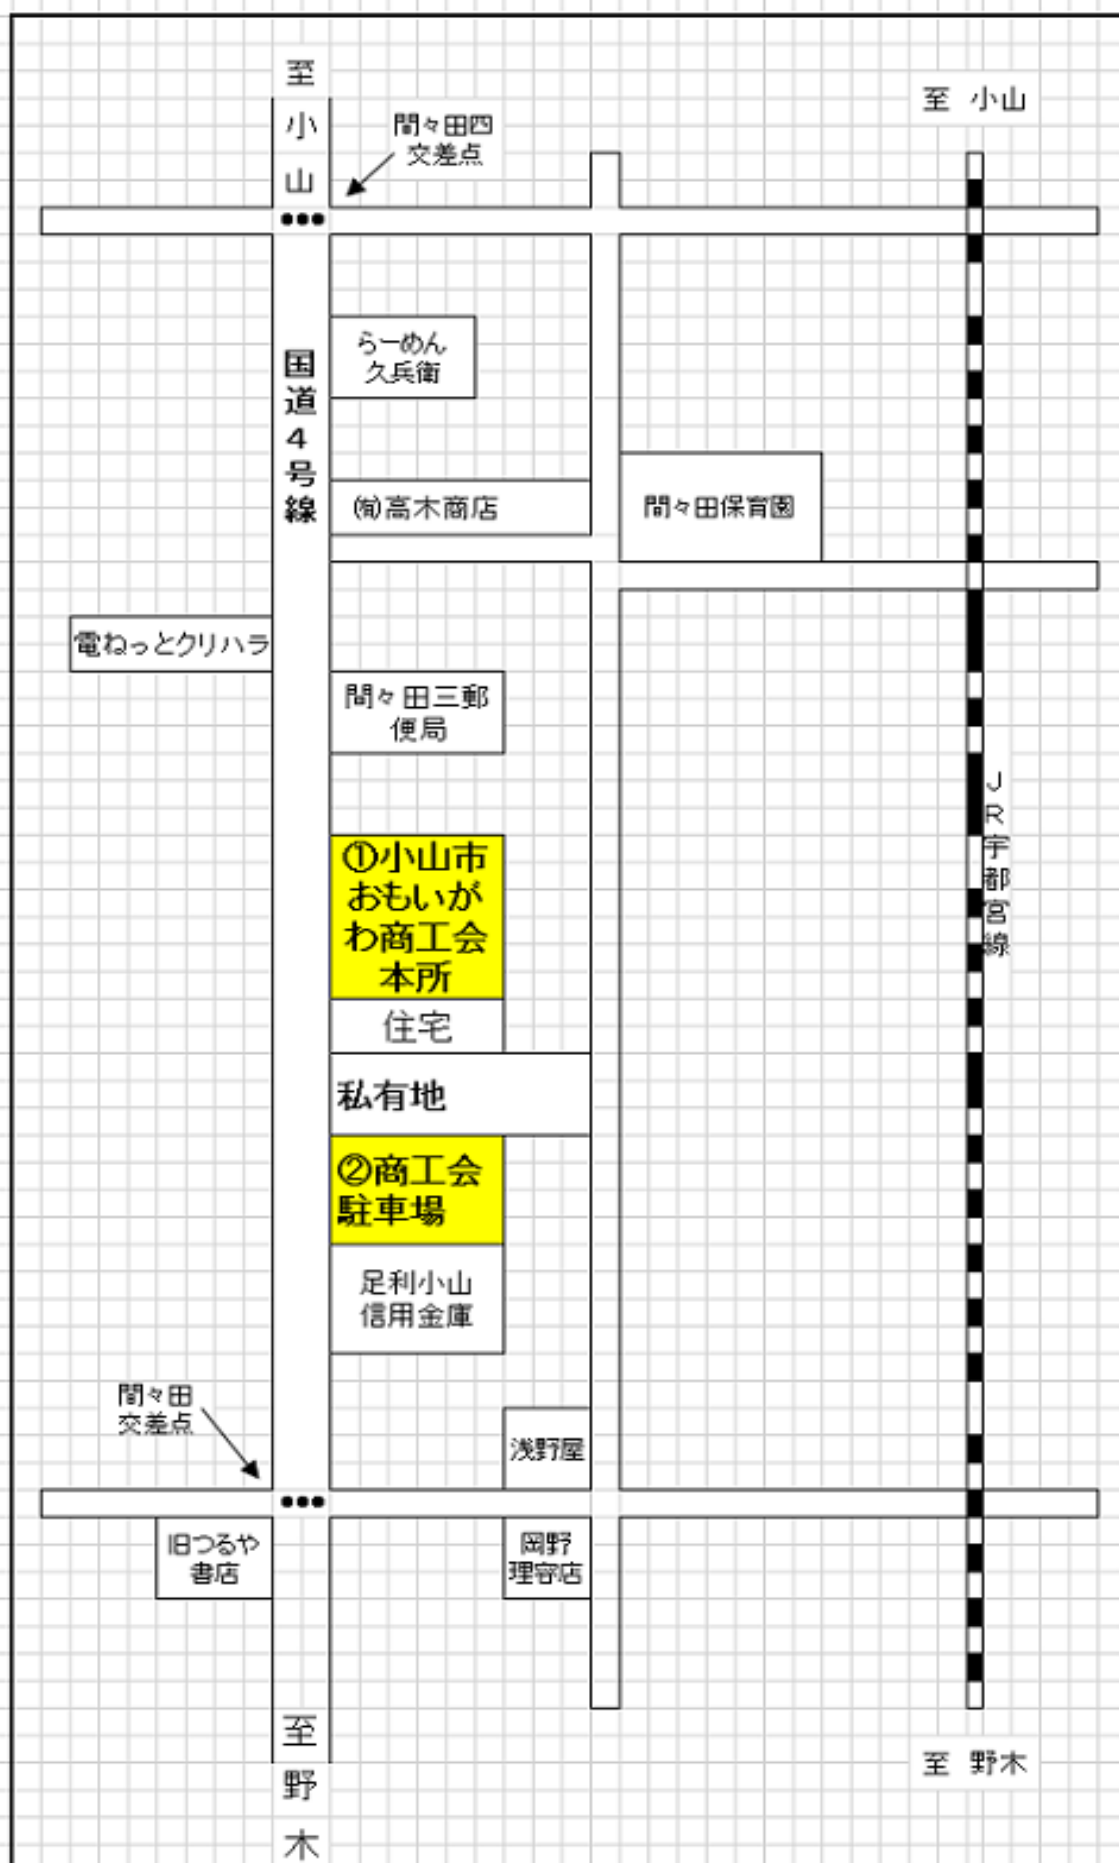 至小山
至 小山
間々田四
交差点
国道4号線
らーめん
久兵衛
㈲高木商店
間々田保育園
電ねっとクリハラ
間々田三郵
便局
JR宇都宮線
①小山市
おもいが
わ商工会
本所
住宅
私有地
②商工会
駐車場
足利小山
信用金庫
間々田
交差点
浅野屋
旧つるや
書店
岡野
理容店
至野木
至 野木